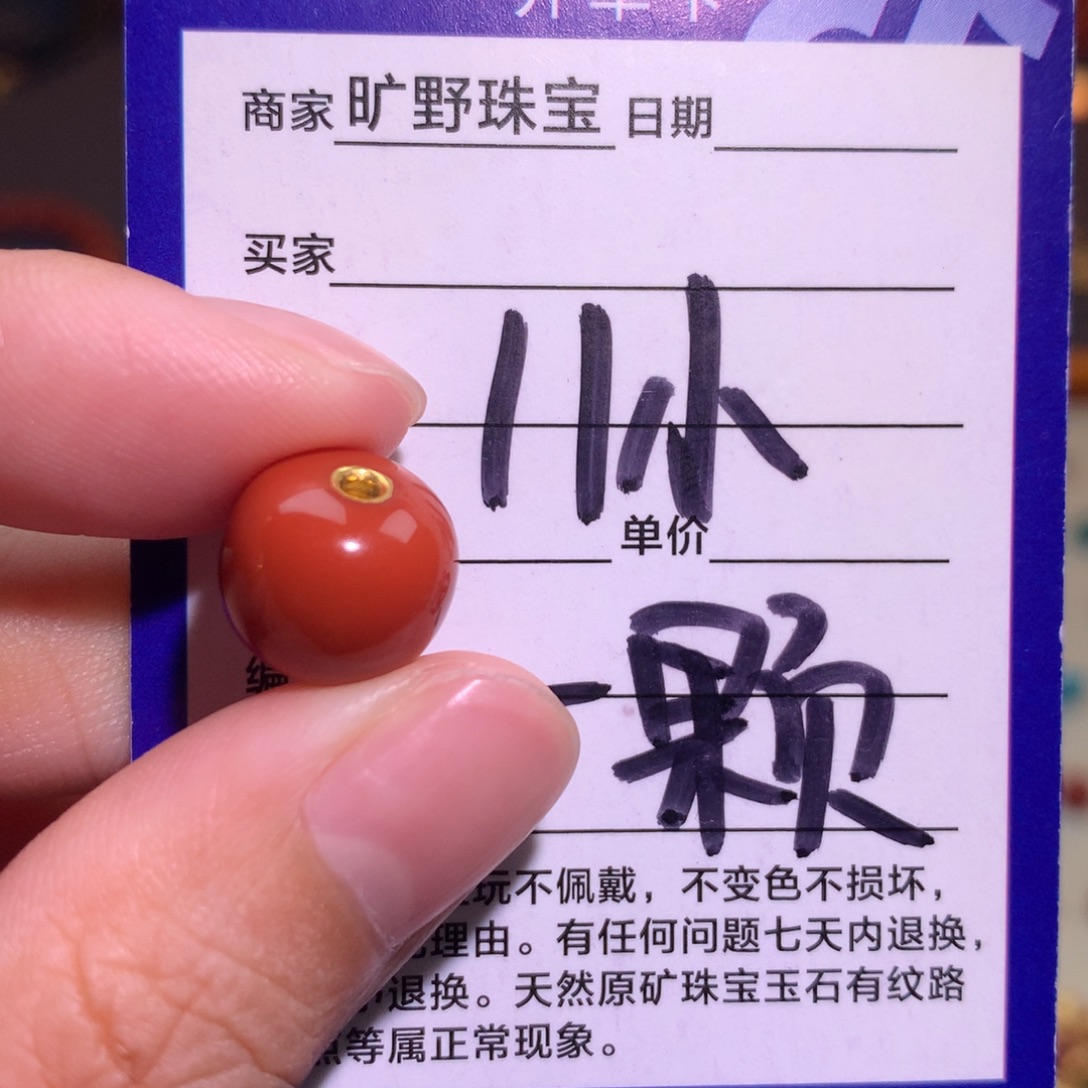 商家 旷野珠宝 日期
买家
单价
一颗
玩不佩戴，不变色不损坏，
理由。有任何问题七天内退换，
退换。天然原矿珠宝玉石有纹路
点等属正常现象。